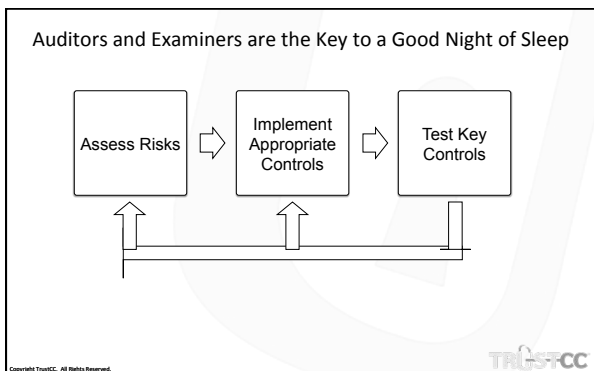 Auditors and Examiners are the Key to a Good Night of Sleep
Assess Risks
Implement
Appropriate
Controls
Test Key
Controls
Copyright TrustCC. All Rights Reserved.
TRUSTCC